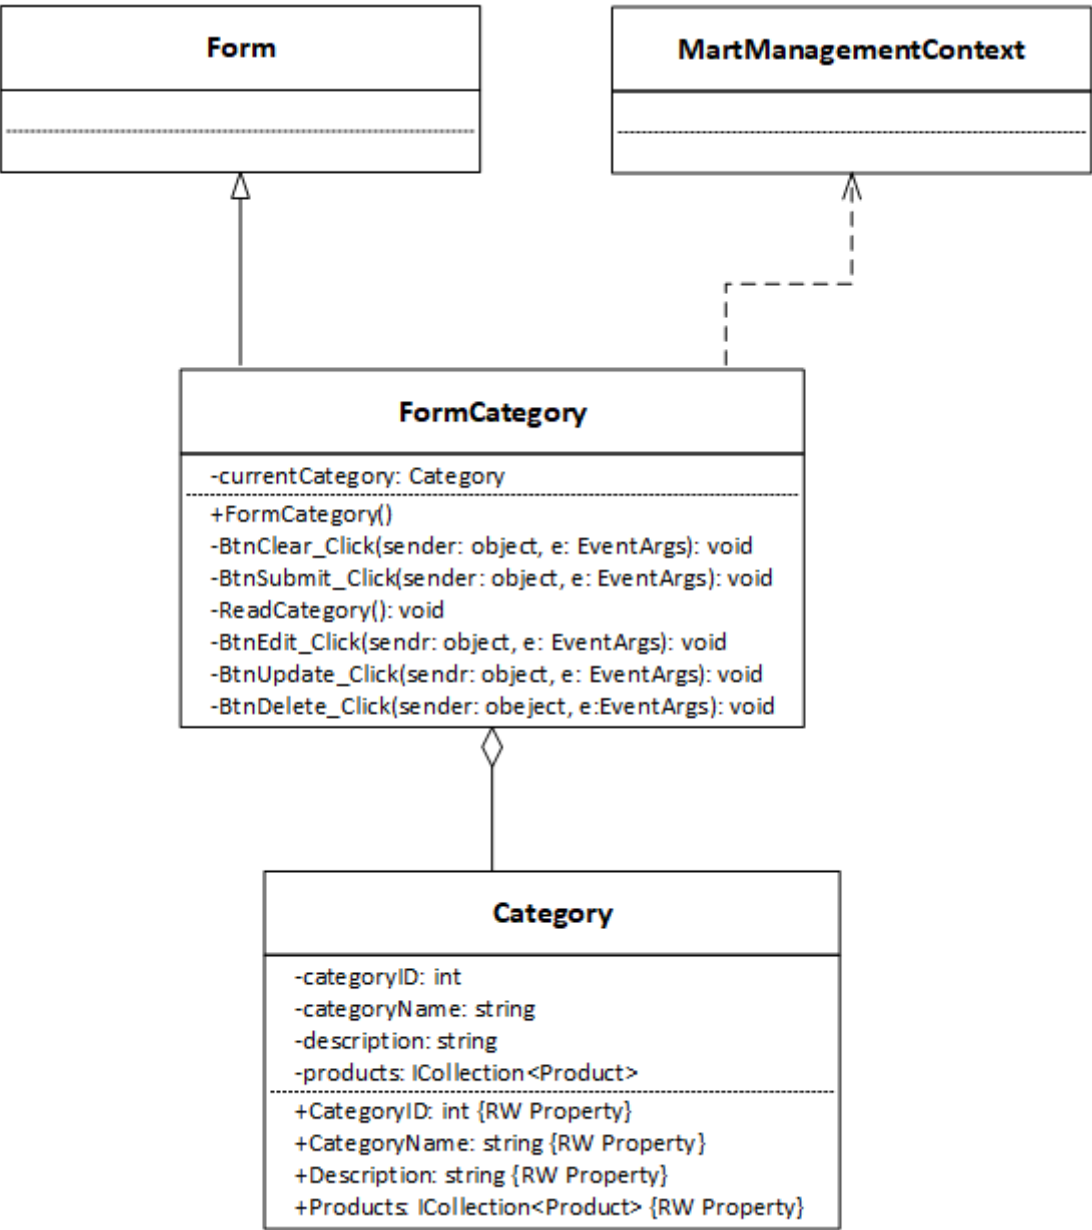 Form
MartManagementContext
FormCategory
-currentCategory: Category
+FormCategory()
-BtnClear_Click(sender: object, e: EventArgs): void
-BtnSubmit_Click(sender: object, e: EventArgs): void
-ReadCategory(): void
-BtnEdit_Click(sendr: object, e: EventArgs): void
-BtnUpdate_Click(sendr: object, e: EventArgs): void
-BtnDelete_Click(sender: obeject, e:EventArgs): void
Category
-categoryID: int
-categoryName: string
-description: string
-products: ICollection<Product>
+CategoryID: int {RW Property}
+CategoryName: string {RW Property}
+Description: string {RW Property}
+Products: ICollection<Product> {RW Property}